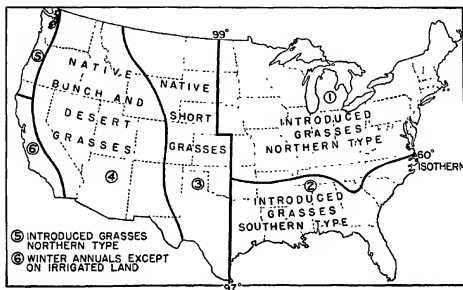 99°
⑤
NATIVE
BUNCH AND
DESERT
GRASSES
④
NATIVE
SHORT
GRASSES
③
①
INTRODUCED
GRASSES
NORTHERN TYPE
60°
ISOTHERM
②
INTRODUCED
GRASSES
SOUTHERN TYPE
⑥
⑤ INTRODUCED GRASSES
NORTHERN TYPE
⑥ WINTER ANNUALS EXCEPT
ON IRRIGATED LAND
97°